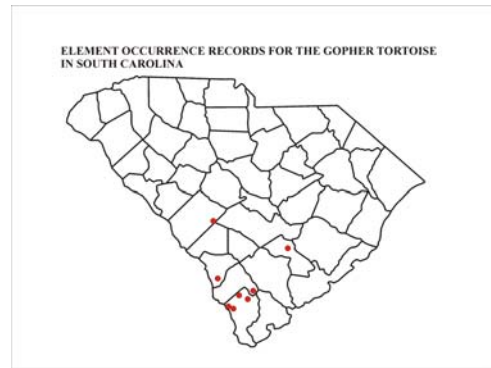 ELEMENT OCCURRENCE RECORDS FOR THE GOPHER TORTOISE
IN SOUTH CAROLINA